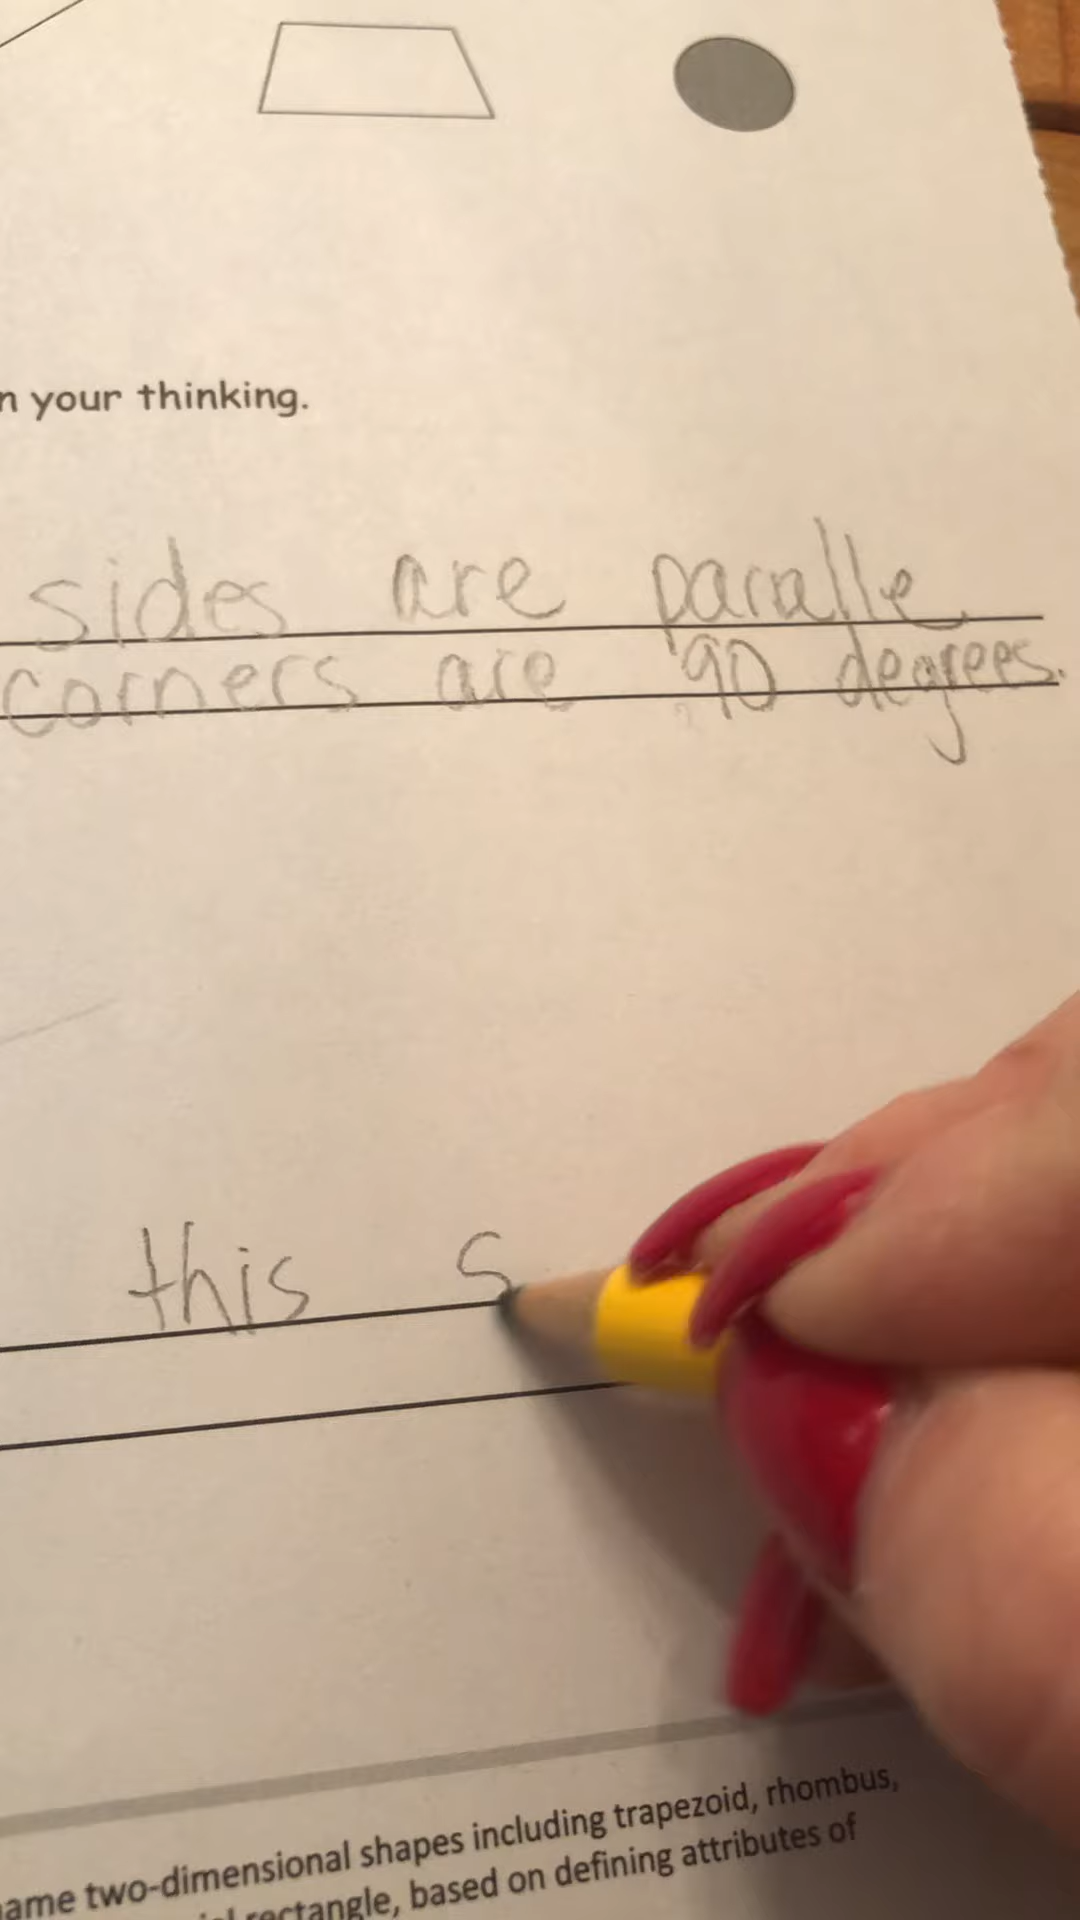 n your thinking.
sides are paralle
corners are 90 degrees.
this s
ame two-dimensional shapes including trapezoid, rhombus,
rectangle, based on defining attributes of